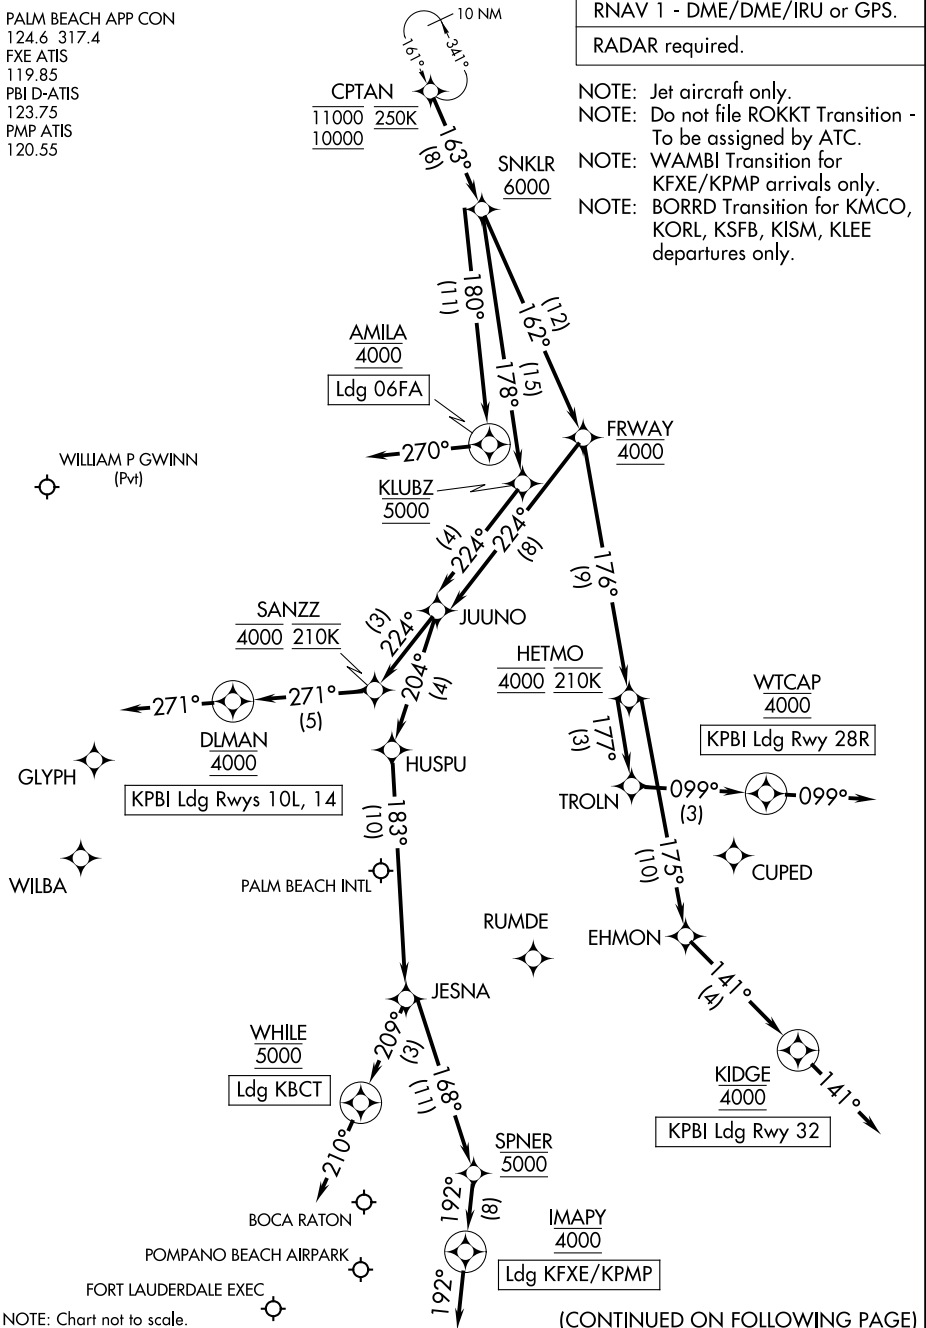 PALM BEACH APP CON
124.6 317.4
FXE ATIS
119.85
PBI D-ATIS
123.75
PMP ATIS
120.55
10 NM
161°
341°
RNAV 1 - DME/DME/IRU or GPS.
RADAR required.
NOTE: Jet aircraft only.
NOTE: Do not file ROKKT Transition -
To be assigned by ATC.
NOTE: WAMBI Transition for
KFXE/KPMP arrivals only.
NOTE: BORRD Transition for KMCO,
KORL, KSFB, KISM, KLEE
departures only.
CPTAN
11000 250K
10000
163°
(8)
SNKLR
6000
180°
(11)
178°
(15)
162°
(12)
AMILA
4000
Ldg 06FA
270°
FRWAY
4000
WILLIAM P GWINN
(Pvt)
KLUBZ
5000
224°
(4)
224°
(8)
176°
(9)
JUUNO
SANZZ
4000 210K
224°
(3)
204°
(4)
HETMO
4000 210K
177°
(3)
WTCAP
4000
KPBI Ldg Rwy 28R
271°
271°
(5)
DLMAN
4000
KPBI Ldg Rwys 10L, 14
GLYPH
HUSPU
TROLN
099°
(3)
099°
183°
(10)
175°
(10)
CUPED
WILBA
PALM BEACH INTL
RUMDE
EHMON
141°
(4)
JESNA
WHILE
5000
Ldg KBCT
209°
(3)
168°
(11)
KIDGE
4000
KPBI Ldg Rwy 32
141°
210°
SPNER
5000
192°
(8)
BOCA RATON
IMAPY
4000
Ldg KFXE/KPMP
POMPANO BEACH AIRPARK
FORT LAUDERDALE EXEC
192°
NOTE: Chart not to scale.
(CONTINUED ON FOLLOWING PAGE)